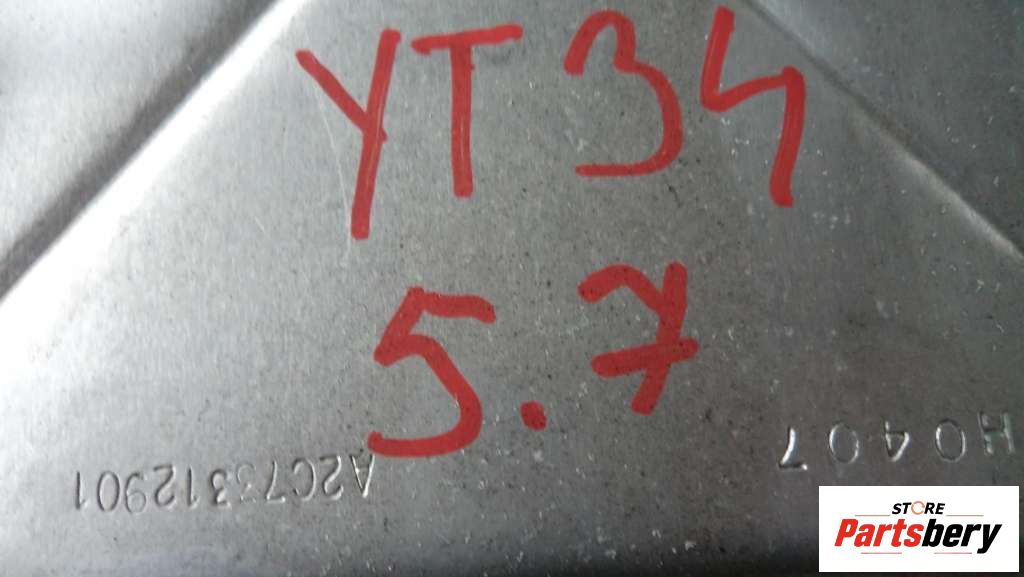 YT34
5.7
A2C73312901
H0407
STORE
Partsbery